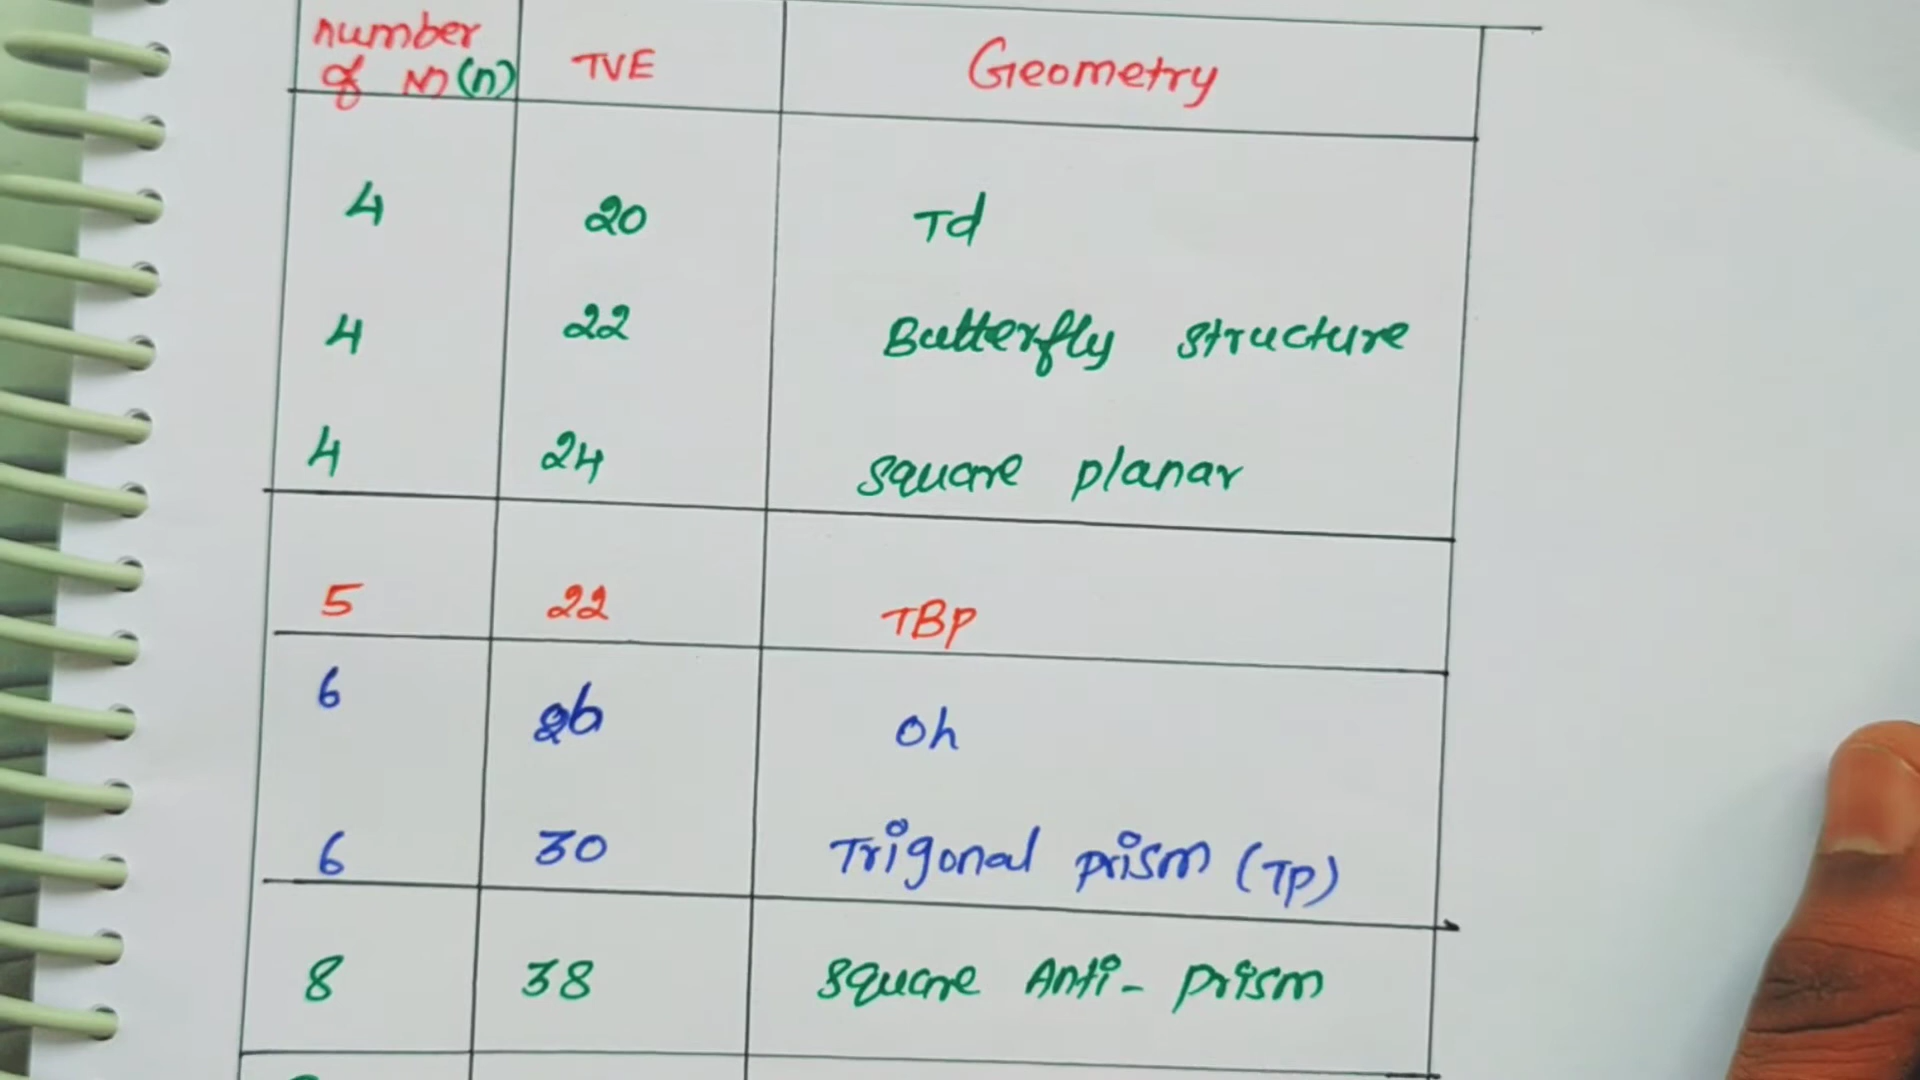 number of M(n) TVE Geometry
4 20 Td
4 22 Butterfly structure
4 24 square planar
5 22 TBP
6 26 Oh
6 30 Trigonal prism (TP)
8 38 square Anti-prism